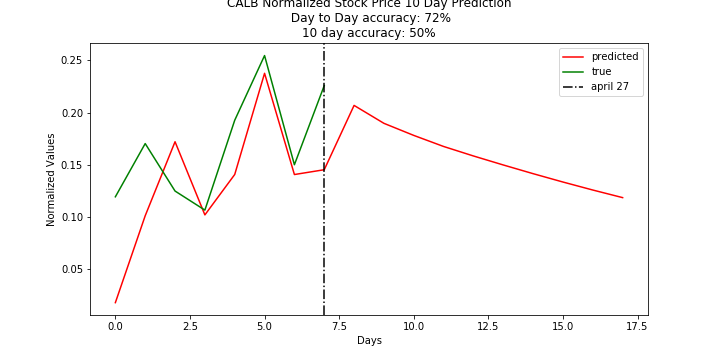 CALB Normalized Stock Price 10 Day Prediction
Day to Day accuracy: 72%
10 day accuracy: 50%
predicted
true
april 27
Normalized Values
0.25
0.20
0.15
0.10
0.05
0.0 2.5 5.0 7.5 10.0 12.5 15.0 17.5
Days